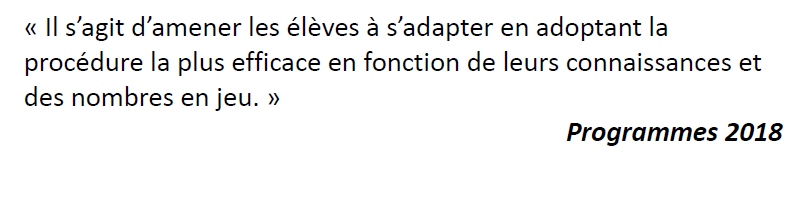 « Il s’agit d’amener les élèves à s’adapter en adoptant la
procédure la plus efficace en fonction de leurs connaissances et
des nombres en jeu. »
Programmes 2018